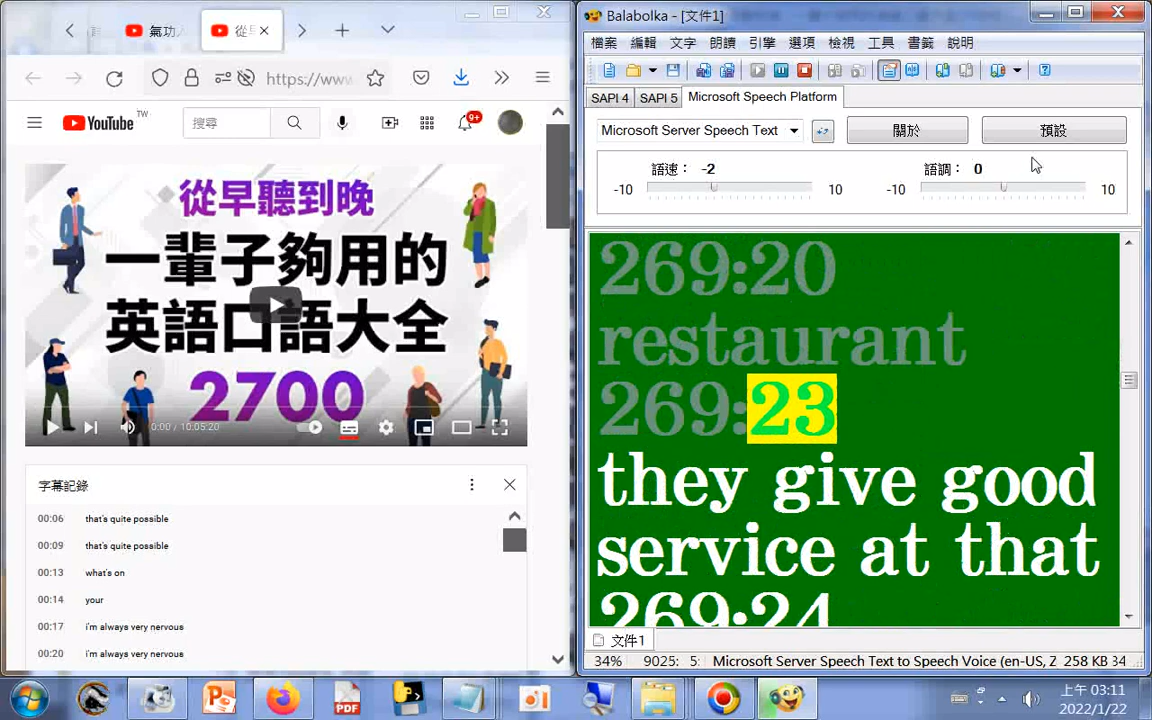 氣功
從
https://www
YouTube TW
搜尋
9+
從早聽到晚
一輩子夠用的
英語口語大全
2700
0:00 / 10:05:20
字幕記錄
00:06 that's quite possible
00:09 that's quite possible
00:13 what's on
00:14 your
00:17 i'm always very nervous
00:20 i'm always very nervous
Balabolka - [文件1]
檔案 編輯 文字 朗讀 引擎 選項 檢視 工具 書籤 說明
SAPI 4 SAPI 5 Microsoft Speech Platform
Microsoft Server Speech Text 關於 預設
語速： -2 語調： 0
-10 10 -10 10
269:20
restaurant
269:23
they give good
service at that
269:24
文件1
34% 9025: 5: Microsoft Server Speech Text to Speech Voice (en-US, Z 258 KB 34
PDF
上午 03:11
2022/1/22